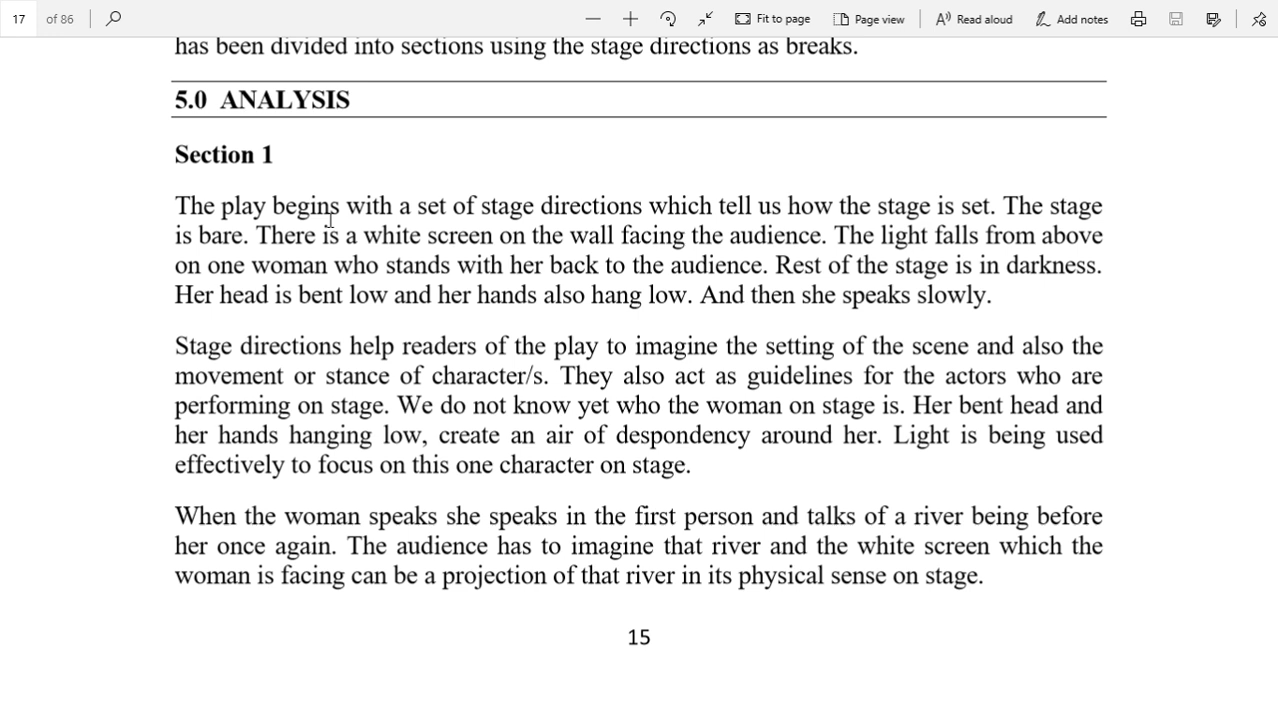 17 of 86 Fit to page Page view Read aloud Add notes
has been divided into sections using the stage directions as breaks.
5.0 ANALYSIS
Section 1
The play begins with a set of stage directions which tell us how the stage is set. The stage
is bare. There is a white screen on the wall facing the audience. The light falls from above
on one woman who stands with her back to the audience. Rest of the stage is in darkness.
Her head is bent low and her hands also hang low. And then she speaks slowly.
Stage directions help readers of the play to imagine the setting of the scene and also the
movement or stance of character/s. They also act as guidelines for the actors who are
performing on stage. We do not know yet who the woman on stage is. Her bent head and
her hands hanging low, create an air of despondency around her. Light is being used
effectively to focus on this one character on stage.
When the woman speaks she speaks in the first person and talks of a river being before
her once again. The audience has to imagine that river and the white screen which the
woman is facing can be a projection of that river in its physical sense on stage.
15